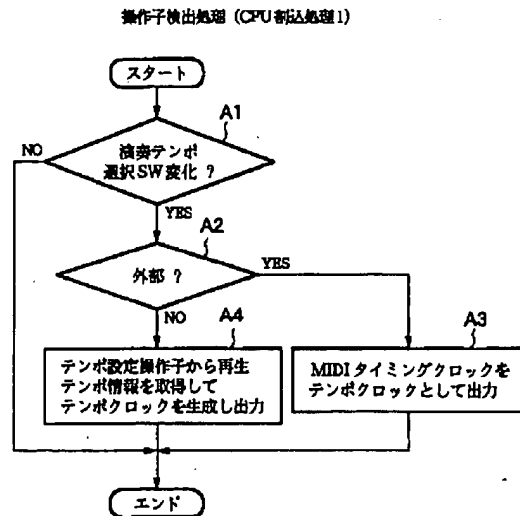 操作子検出処理 (CPU割込処理1)
スタート
A1
演奏テンポ
選択SW変化 ?
NO
YES
A2
外部 ?
YES
NO
A4
テンポ設定操作子から再生
テンポ情報を取得して
テンポクロックを生成し出力
A3
MIDIタイミングクロックを
テンポクロックとして出力
エンド